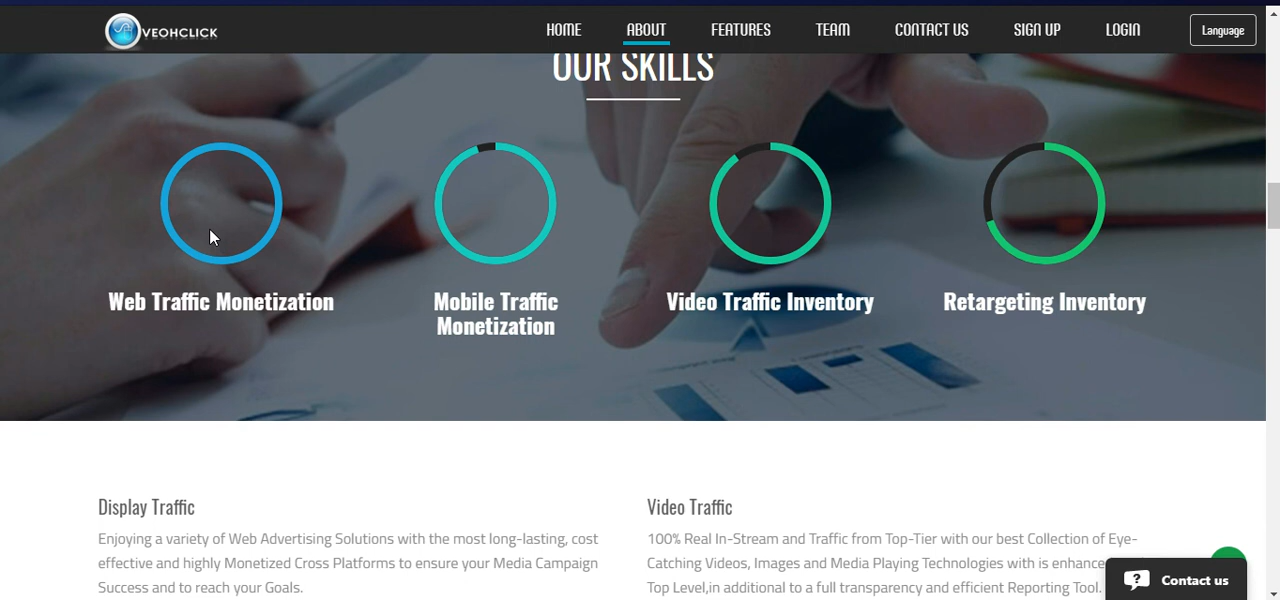 VEOHCLICK
HOME ABOUT FEATURES TEAM CONTACT US SIGN UP LOGIN Language
OUR SKILLS
Web Traffic Monetization
Mobile Traffic
Monetization
Video Traffic Inventory
Retargeting Inventory
Display Traffic
Enjoying a variety of Web Advertising Solutions with the most long-lasting, cost
effective and highly Monetized Cross Platforms to ensure your Media Campaign
Success and to reach your Goals.
Video Traffic
100% Real In-Stream and Traffic from Top-Tier with our best Collection of Eye-
Catching Videos, Images and Media Playing Technologies with is enhance
Top Level,in additional to a full transparency and efficient Reporting Tool.
? Contact us